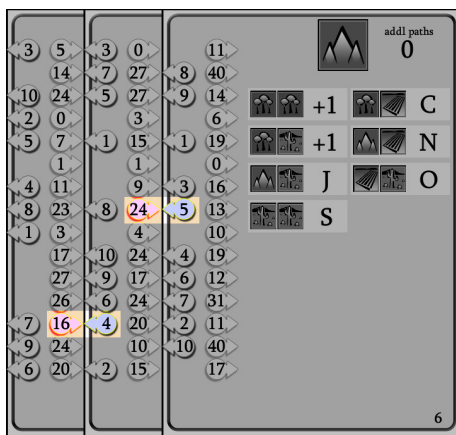 addl paths
3 5 3 0 11 0
14 7 27 8 40
10 24 5 27 9 14 +1 C
2 0 3 6
5 7 1 15 1 19 +1 N
1 1 0
4 11 9 3 16 J O
8 23 8 24 5 13 S
1 3 4 10
17 10 24 4 19
27 9 17 6 12
26 6 24 7 31
7 16 4 20 2 11
9 24 10 10 40
6 20 2 15 17
6